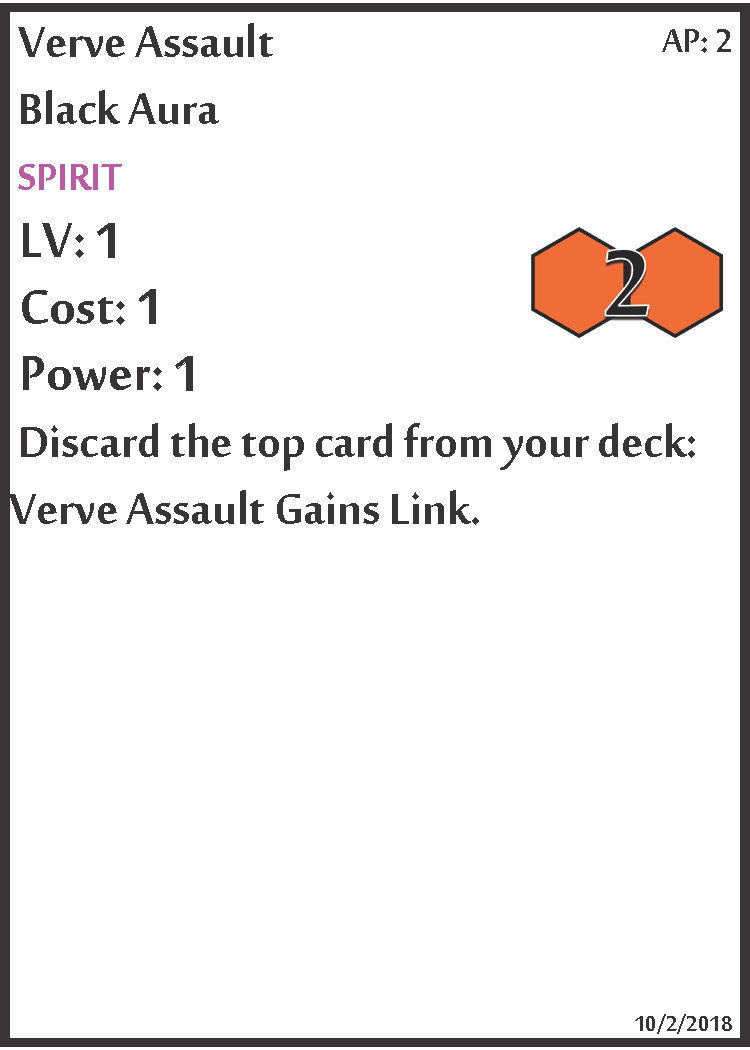 Verve Assault
AP: 2
Black Aura
SPIRIT
LV: 1
Cost: 1
2
Power: 1
Discard the top card from your deck:
Verve Assault Gains Link.
10/2/2018